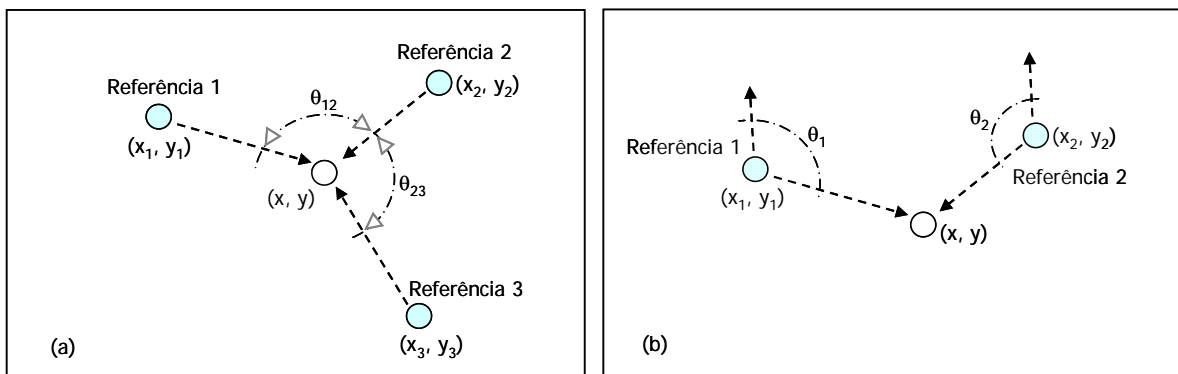 Referência 2
(x₂, y₂)
Referência 1
(x₁, y₁)
θ₁₂
θ₂₃
(x, y)
Referência 3
(x₃, y₃)
(a)
θ₁
Referência 1
(x₁, y₁)
θ₂
(x₂, y₂)
Referência 2
(x, y)
(b)